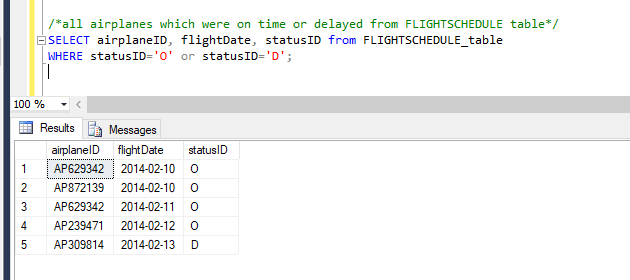 /*all airplanes which were on time or delayed from FLIGHTSCHEDULE table*/
SELECT airplaneID, flightDate, statusID from FLIGHTSCHEDULE_table
WHERE statusID='O' or statusID='D';
100 %
Results Messages
airplaneID flightDate statusID
1 AP629342 2014-02-10 O
2 AP872139 2014-02-10 O
3 AP629342 2014-02-11 O
4 AP239471 2014-02-12 O
5 AP309814 2014-02-13 D